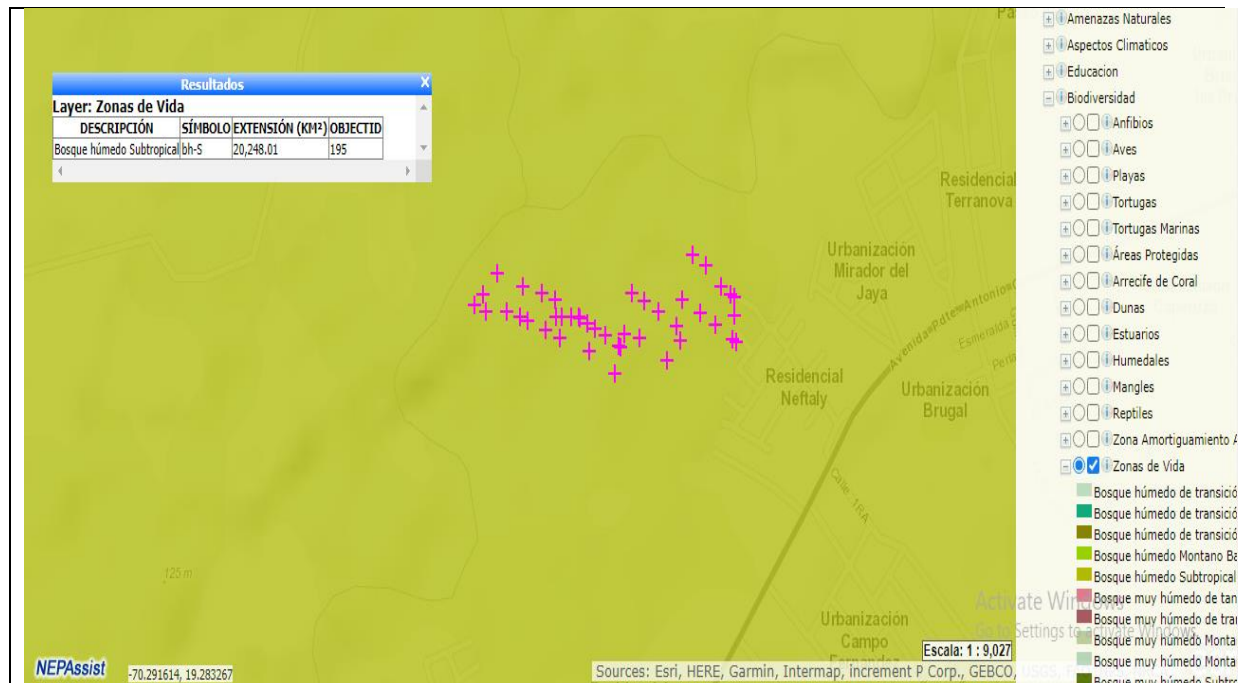 Resultados
X
Layer: Zonas de Vida
DESCRIPCIÓN SÍMBOLO EXTENSIÓN (KM²) OBJECTID
Bosque húmedo Subtropical bh-S 20,248.01 195
Residencial
Terranova
Urbanización
Mirador del
Jaya
Residencial
Neftaly
Urbanización
Brugal
Calle 1RA
125 m
Urbanización
Campo
Escala: 1 : 9,027
NEPAssist
-70.291614, 19.283267
Sources: Esri, HERE, Garmin, Intermap, increment P Corp., GEBCO,
Amenazas Naturales
Aspectos Climaticos
Educacion
Biodiversidad
Anfibios
Aves
Playas
Tortugas
Tortugas Marinas
Áreas Protegidas
Arrecife de Coral
Dunas
Estuarios
Humedales
Mangles
Reptiles
Zona Amortiguamiento
Zonas de Vida
Bosque húmedo de transició
Bosque húmedo de transició
Bosque húmedo de transició
Bosque húmedo Montano Ba
Bosque húmedo Subtropical
Bosque muy húmedo de tan
Bosque muy húmedo de trai
Bosque muy húmedo Monta
Bosque muy húmedo Monta
Bosque muy húmedo Subtro
Activate Windows
Go to Settings to activate Windows.